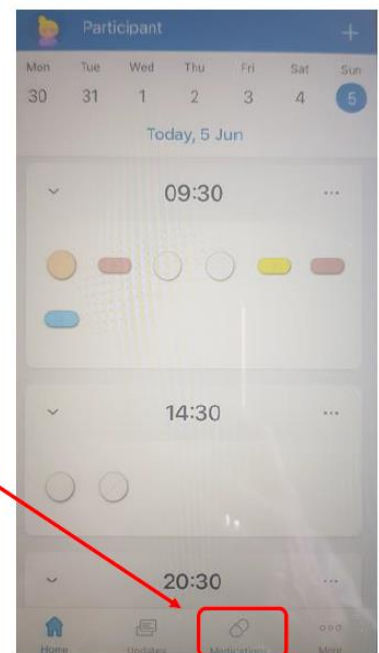 Participant
+
Mon Tue Wed Thu Fri Sat Sun
30 31 1 2 3 4 5
Today, 5 Jun
09:30
14:30
20:30
Home Updates Medications More